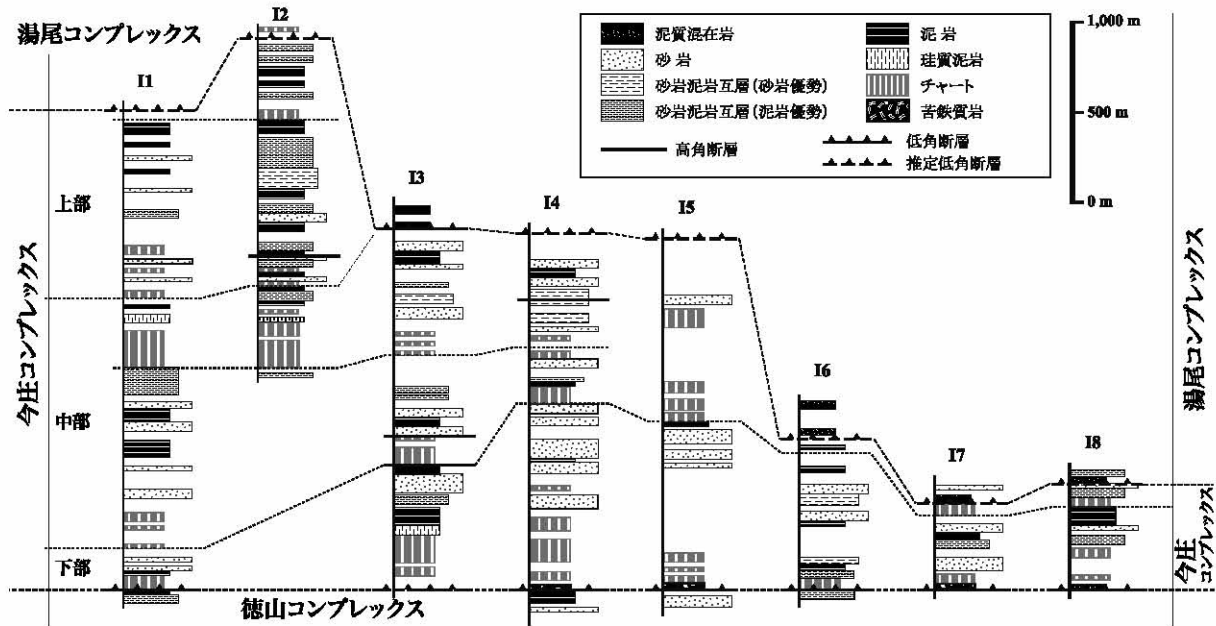 湯尾コンプレックス
I1
I2
I3
I4
I5
I6
I7
I8
泥質混在岩
砂岩
砂岩泥岩互層(砂岩優勢)
砂岩泥岩互層(泥岩優勢)
高角断層
泥岩
珪質泥岩
チャート
苦鉄質岩
低角断層
推定低角断層
1,000 m
500 m
0 m
今庄コンプレックス
上部
中部
下部
徳山コンプレックス
湯尾コンプレックス
今庄
コンプレックス